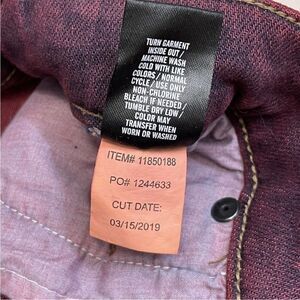 TURN GARMENT
INSIDE OUT /
MACHINE WASH
COLD WITH LIKE
COLORS / NORMAL
CYCLE / USE ONLY
NON-CHLORINE
BLEACH IF NEEDED /
TUMBLE DRY LOW /
COLOR MAY
TRANSFER WHEN
WORN OR WASHED
ITEM# 11850188
PO# 1244633
CUT DATE:
03/15/2019